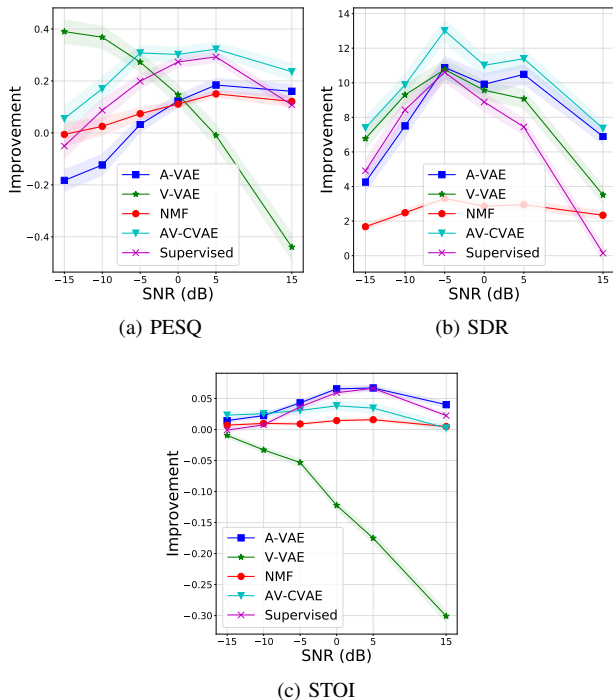 0.4
0.2
0.0
−0.2
−0.4
Improvement
A-VAE
V-VAE
NMF
AV-CVAE
Supervised
−15 −10 −5 0 5 15
SNR (dB)
(a) PESQ
14
12
10
8
6
4
2
0
Improvement
A-VAE
V-VAE
NMF
AV-CVAE
Supervised
−15 −10 −5 0 5 15
SNR (dB)
(b) SDR
0.05
0.00
−0.05
−0.10
−0.15
−0.20
−0.25
−0.30
Improvement
A-VAE
V-VAE
NMF
AV-CVAE
Supervised
−15 −10 −5 0 5 15
SNR (dB)
(c) STOI